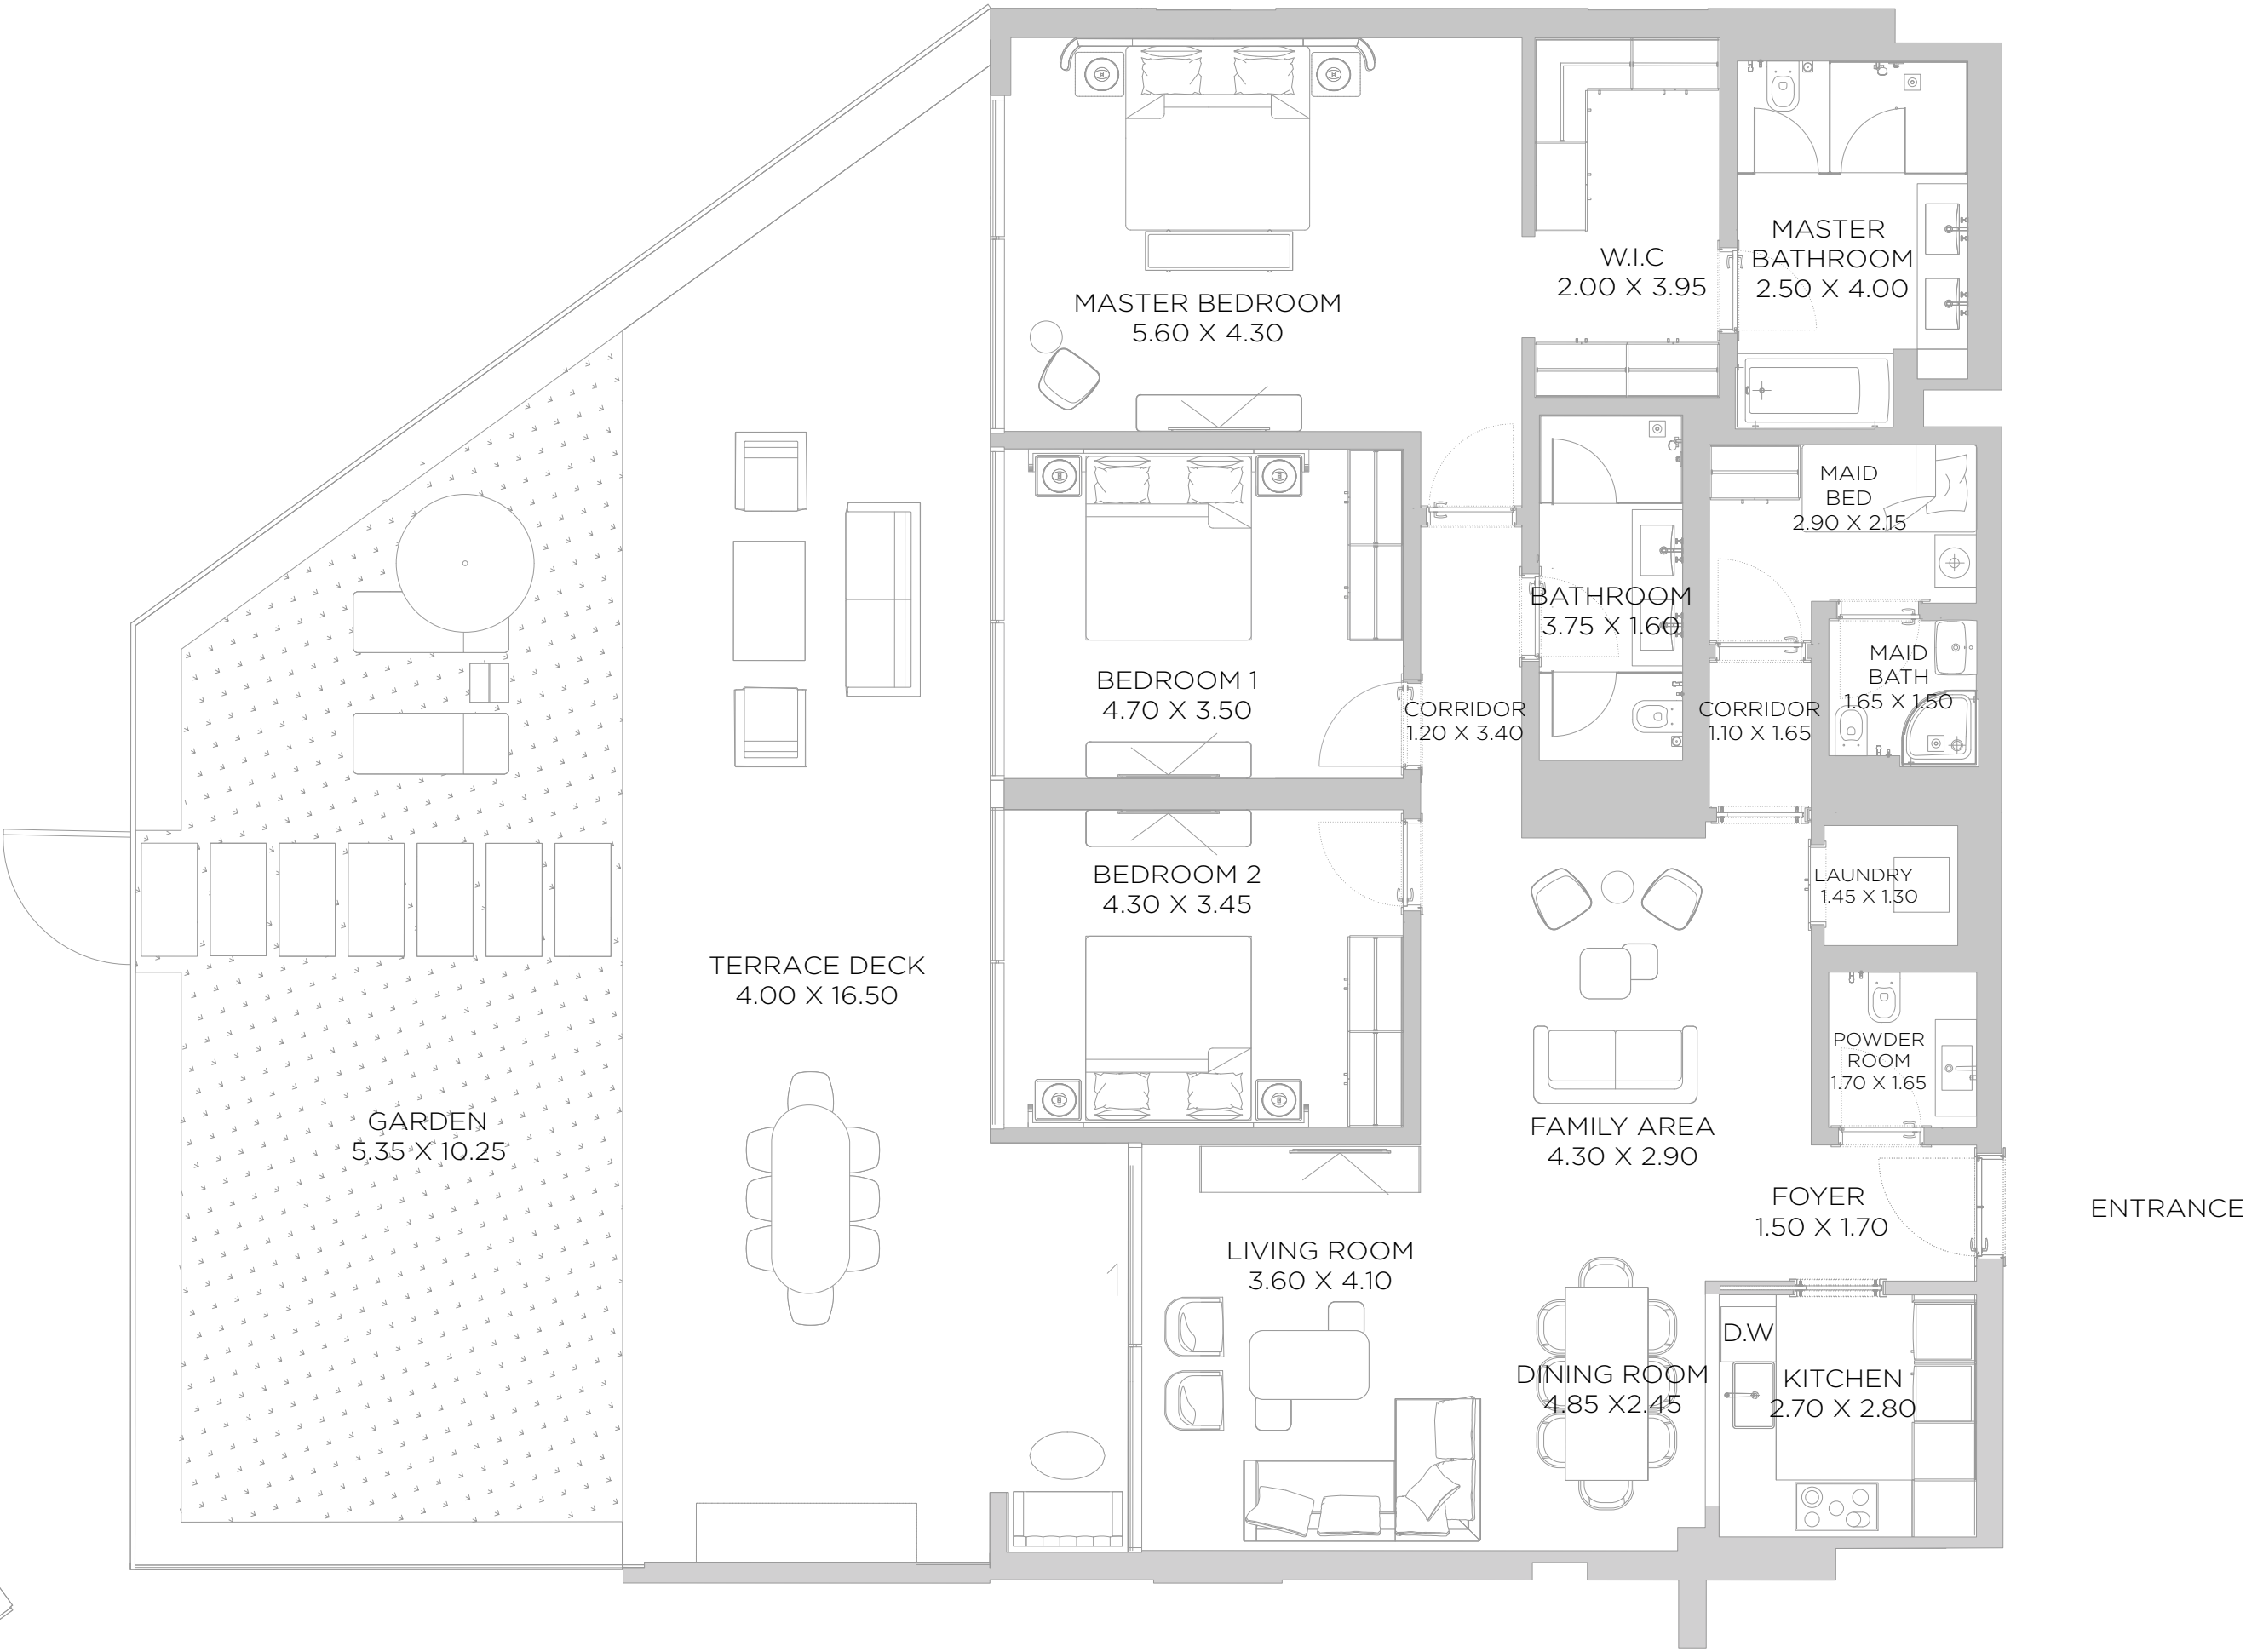 MASTER BEDROOM
5.60 X 4.30
W.I.C
2.00 X 3.95
MASTER
BATHROOM
2.50 X 4.00
MAID
BED
2.90 X 2.15
BATHROOM
3.75 X 1.60
MAID
BATH
1.65 X 1.50
BEDROOM 1
4.70 X 3.50
CORRIDOR
1.20 X 3.40
CORRIDOR
1.10 X 1.65
BEDROOM 2
4.30 X 3.45
LAUNDRY
1.45 X 1.30
TERRACE DECK
4.00 X 16.50
POWDER
ROOM
1.70 X 1.65
GARDEN
5.35 X 10.25
FAMILY AREA
4.30 X 2.90
FOYER
1.50 X 1.70
ENTRANCE
LIVING ROOM
3.60 X 4.10
1
D.W
DINING ROOM
4.85 X2.45
KITCHEN
2.70 X 2.80